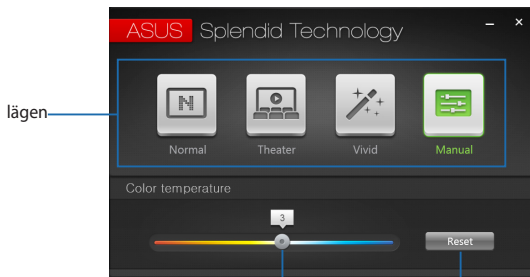 ASUS Splendid Technology
lägen
N
Normal Theater Vivid Manual
Color temperature
3
Reset